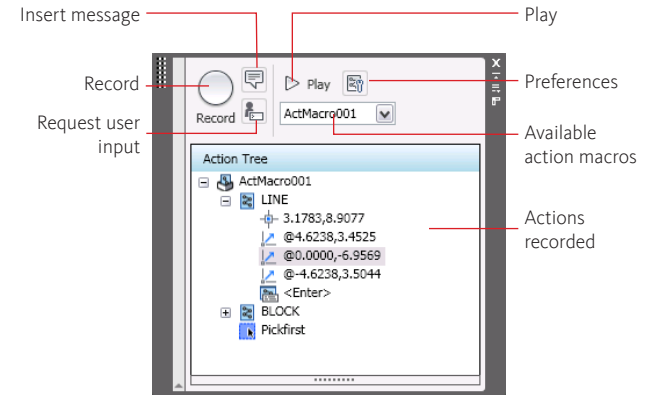 Insert message
Play
Record
Request user
input
Preferences
Available
action macros
Actions
recorded
Record
Play
ActMacro001
Action Tree
ActMacro001
LINE
3.1783,8.9077
@4.6238,3.4525
@0.0000,-6.9569
@-4.6238,3.5044
<Enter>
BLOCK
Pickfirst